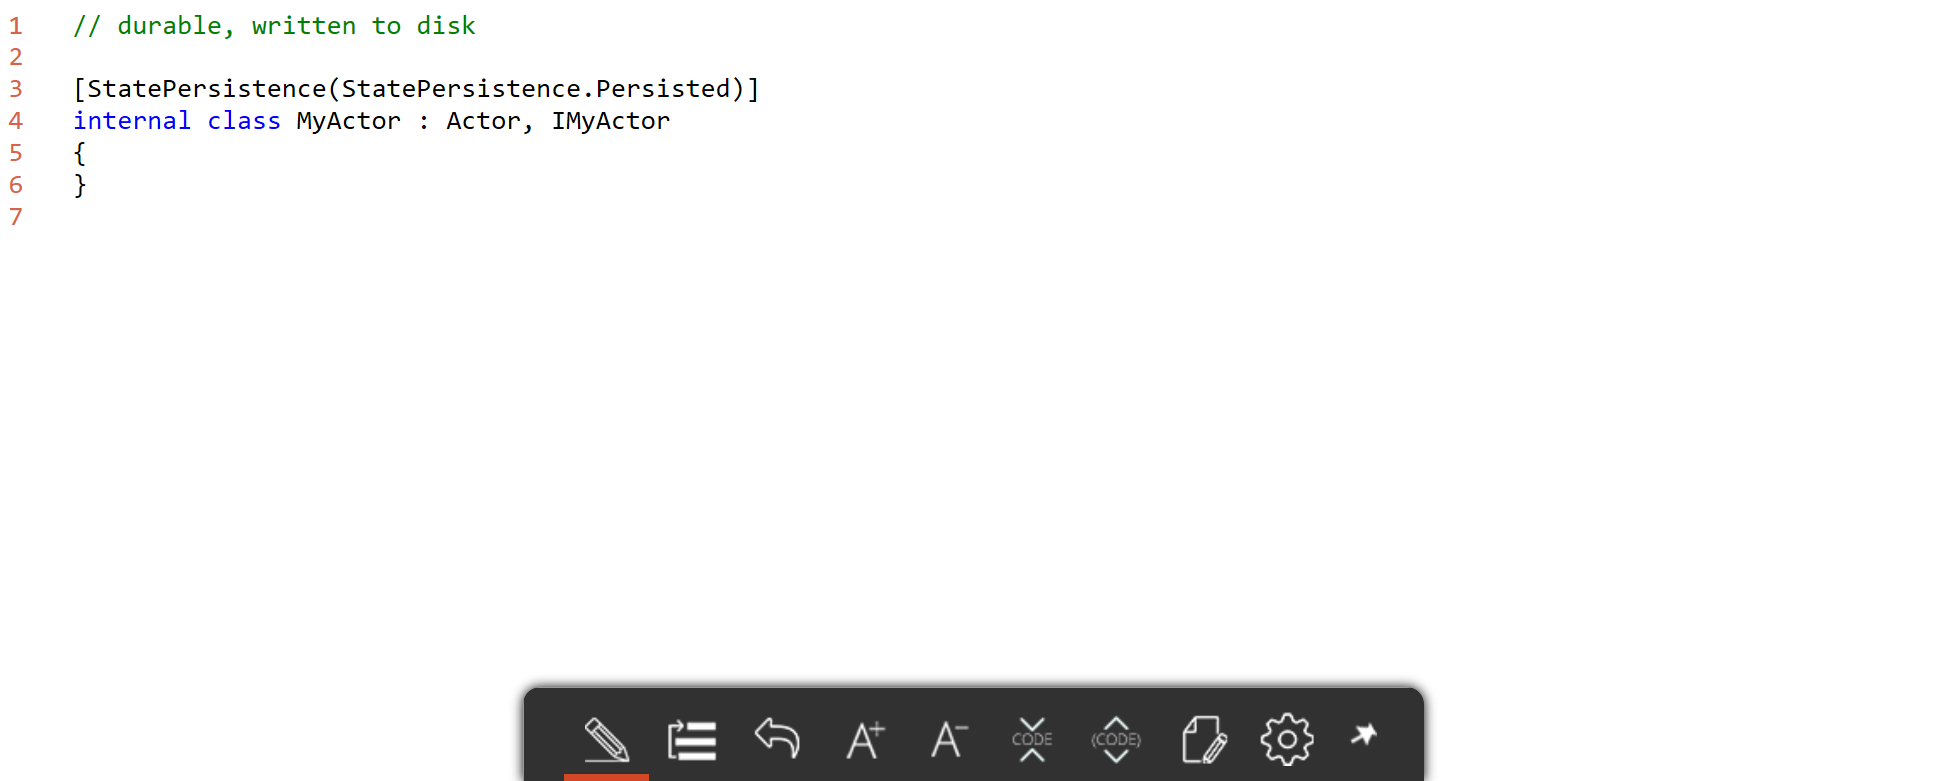 1 // durable, written to disk
2
3 [StatePersistence(StatePersistence.Persisted)]
4 internal class MyActor : Actor, IMyActor
5 {
6 }
7
A+ A− CODE (CODE)